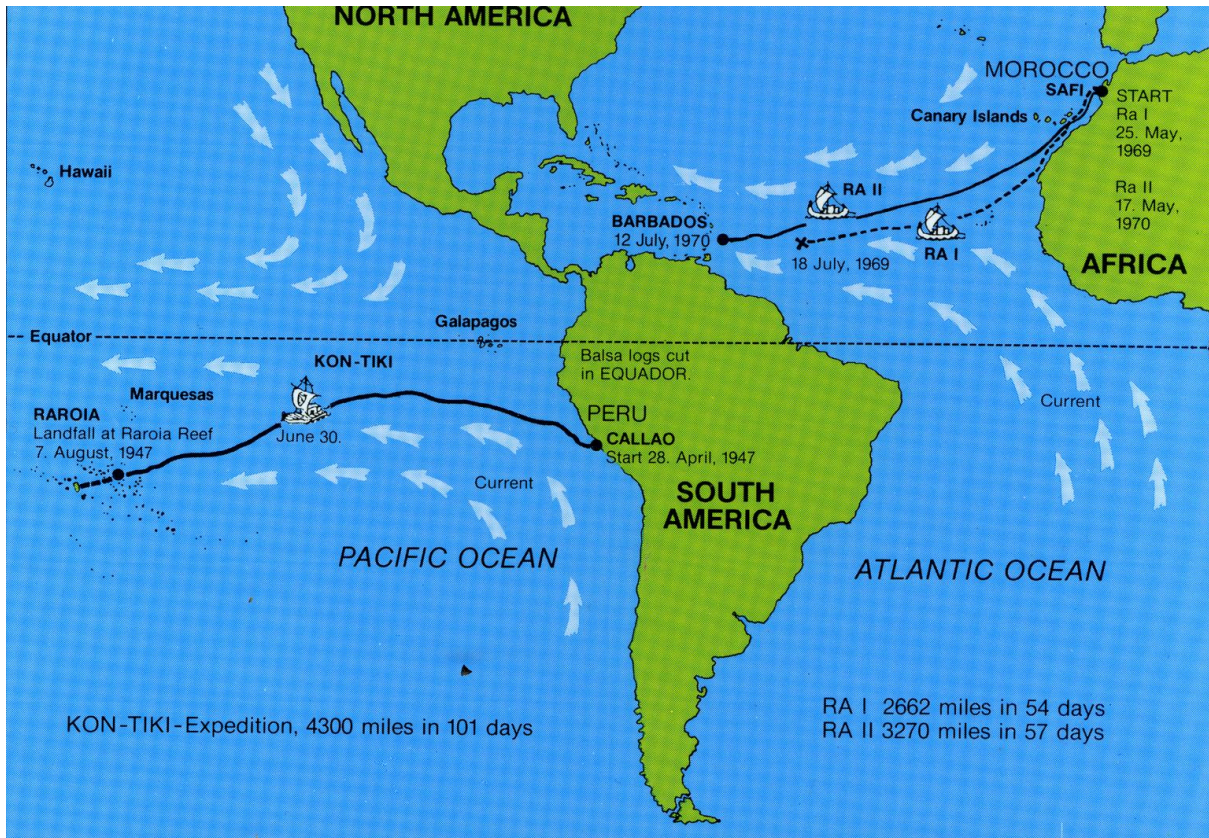 NORTH AMERICA
MOROCCO
SAFI
START
Ra I
25. May,
1969
Ra II
17. May,
1970
Canary Islands
Hawaii
RA II
BARBADOS
12 July, 1970
RA I
18 July, 1969
AFRICA
Equator
Galapagos
KON-TIKI
Balsa logs cut
in EQUADOR.
Marquesas
RAROIA
Landfall at Raroia Reef
7. August, 1947
June 30.
PERU
CALLAO
Start 28. April, 1947
Current
Current
SOUTH
AMERICA
PACIFIC OCEAN
ATLANTIC OCEAN
KON-TIKI-Expedition, 4300 miles in 101 days
RA I 2662 miles in 54 days
RA II 3270 miles in 57 days